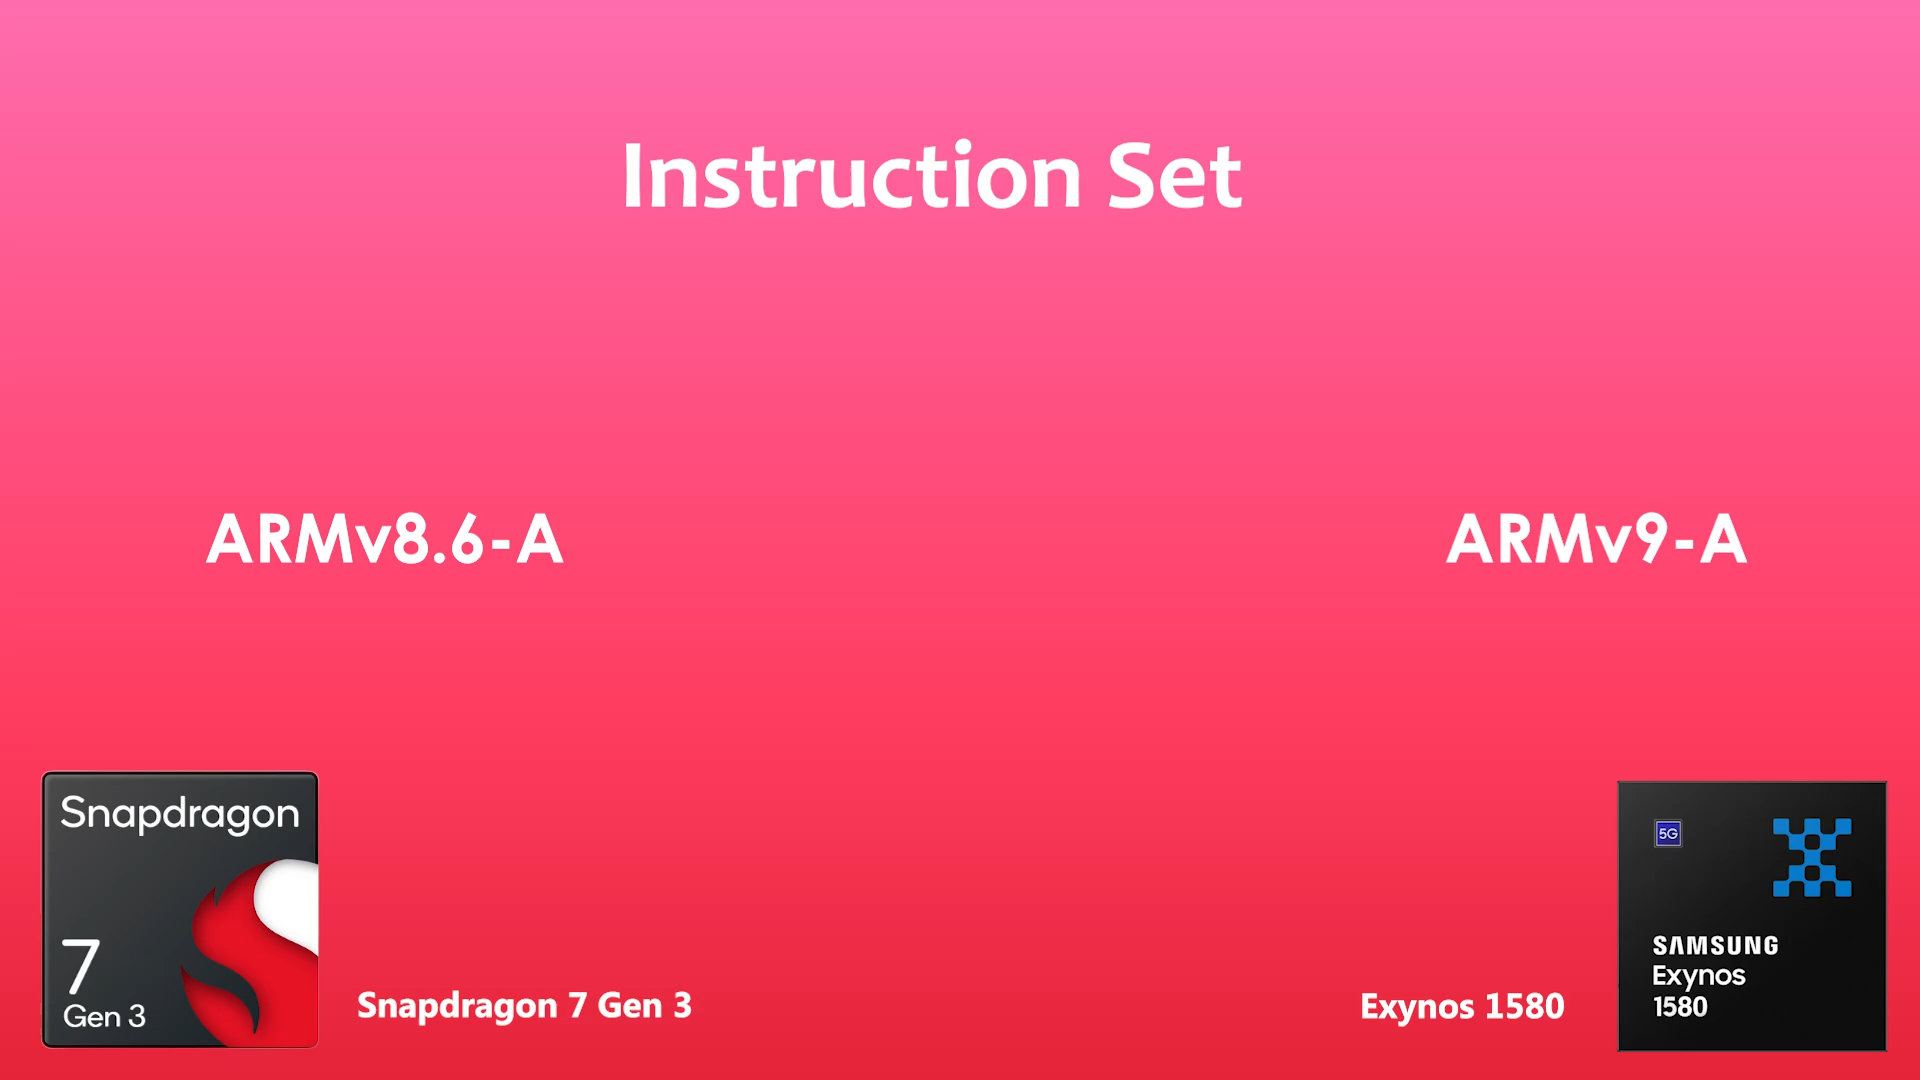 Instruction Set
ARMv8.6-A
ARMv9-A
Snapdragon
7
Gen 3
Snapdragon 7 Gen 3
Exynos 1580
5G
SAMSUNG
Exynos
1580